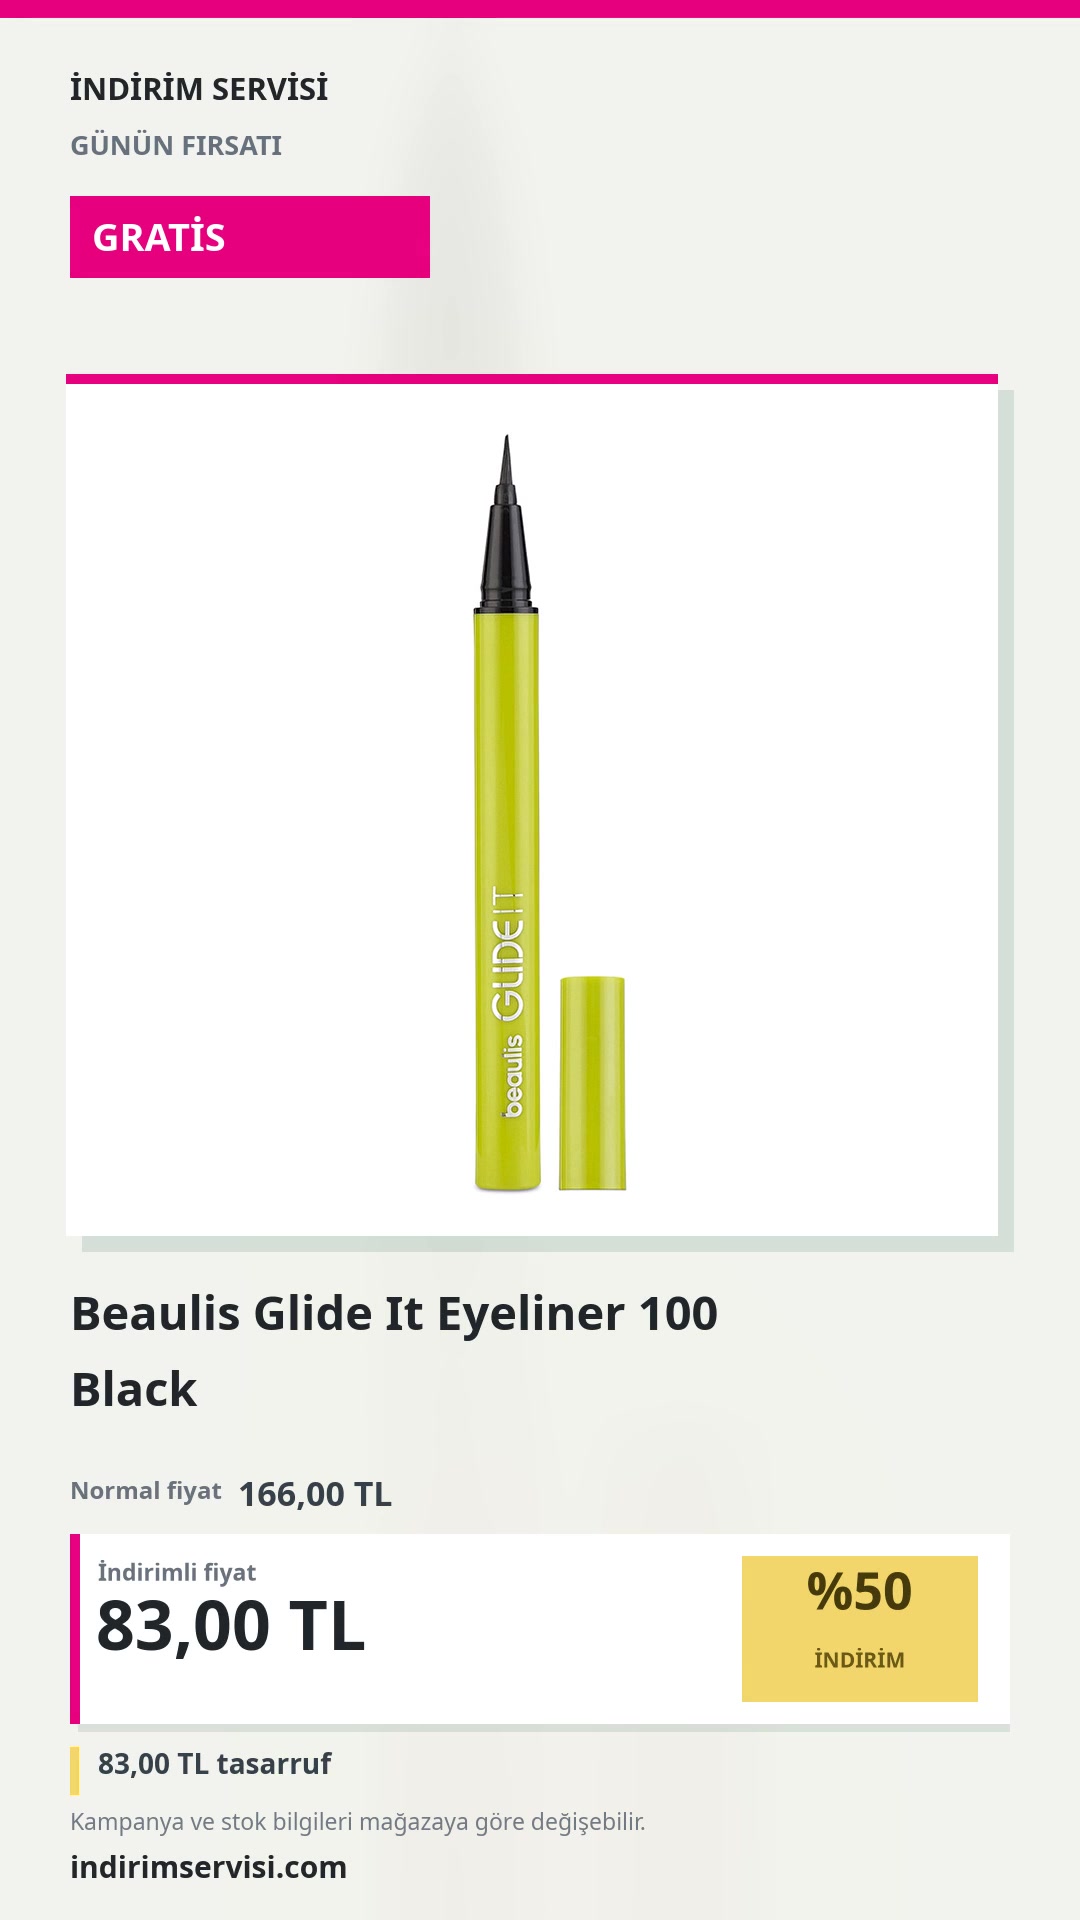 İNDİRİM SERVİSİ
GÜNÜN FIRSATI
GRATİS
beaulis GLIDE IT
Beaulis Glide It Eyeliner 100
Black
Normal fiyat 166,00 TL
İndirimli fiyat
83,00 TL
%50
İNDİRİM
83,00 TL tasarruf
Kampanya ve stok bilgileri mağazaya göre değişebilir.
indirimservisi.com